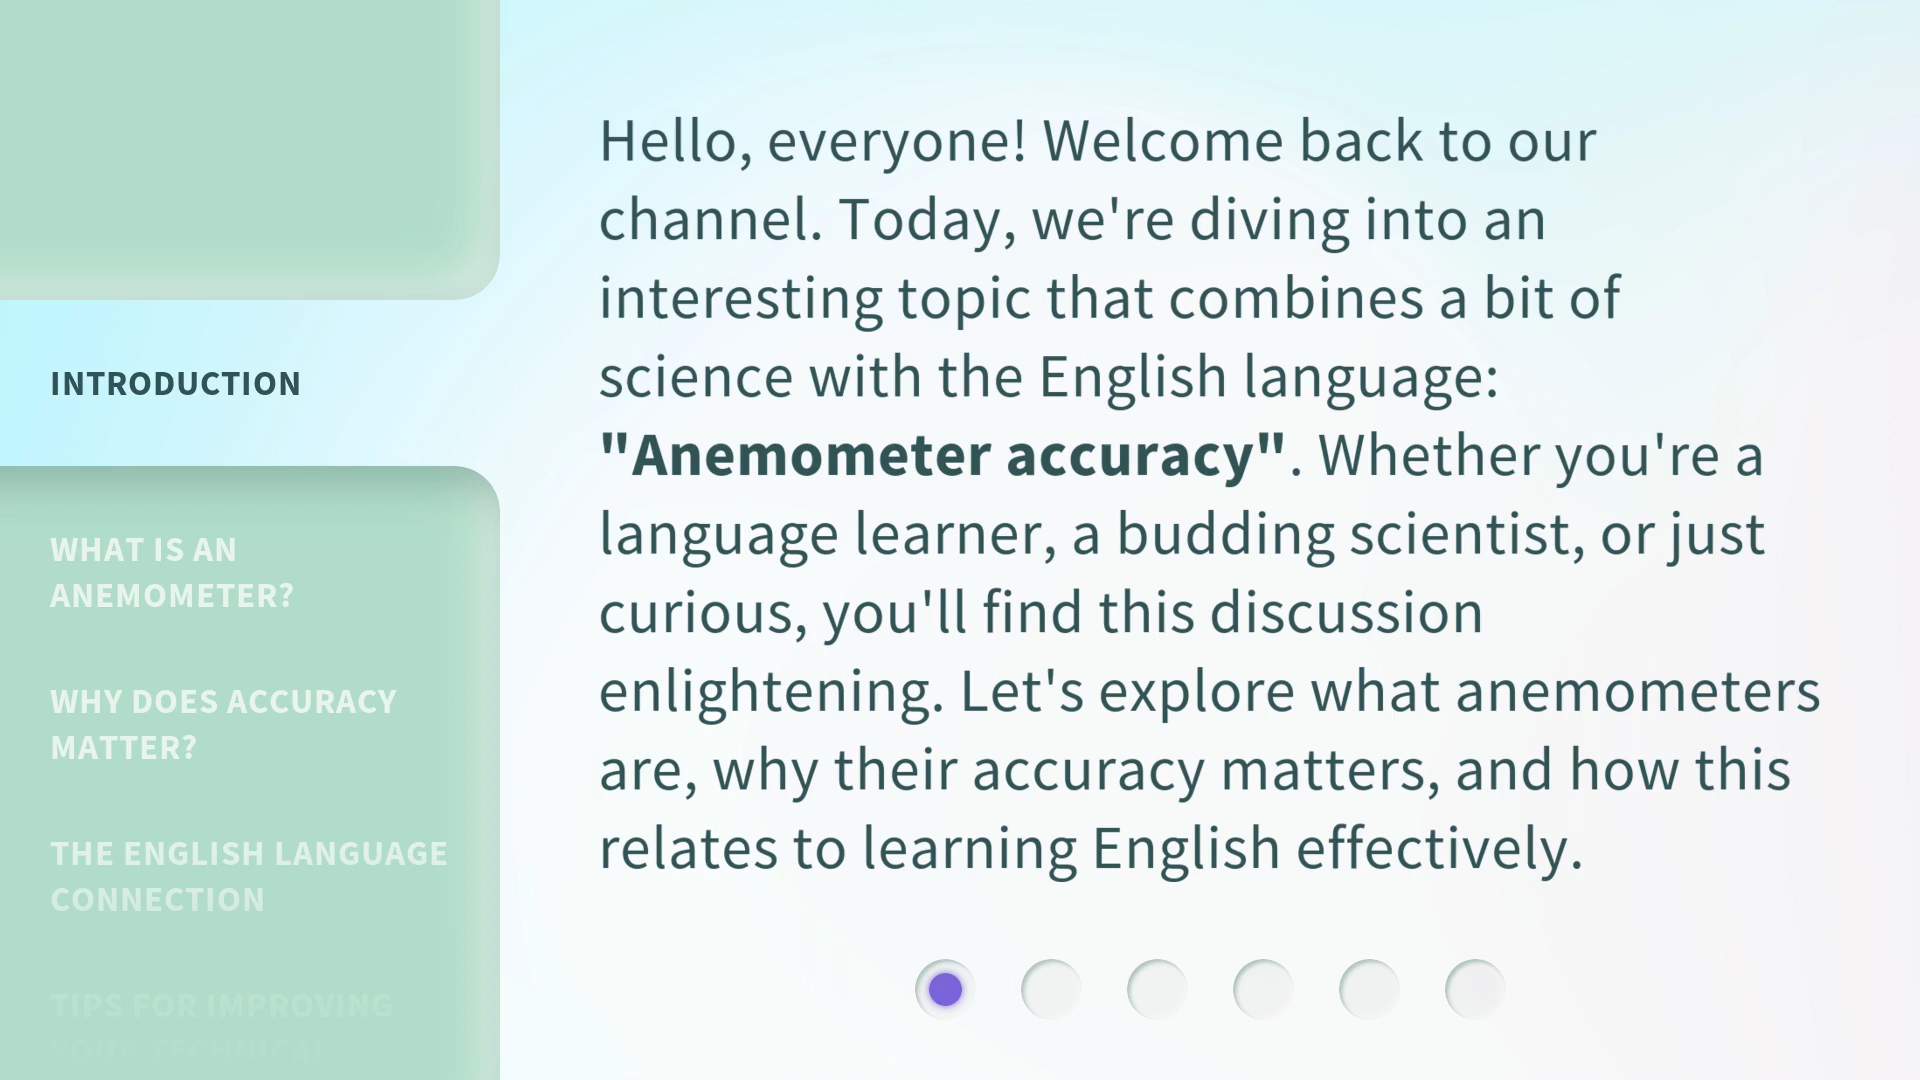 INTRODUCTION
WHAT IS AN
ANEMOMETER?
WHY DOES ACCURACY
MATTER?
THE ENGLISH LANGUAGE
CONNECTION
TIPS FOR IMPROVING
YOUR TECHNICAL
Hello, everyone! Welcome back to our
channel. Today, we're diving into an
interesting topic that combines a bit of
science with the English language:
"Anemometer accuracy". Whether you're a
language learner, a budding scientist, or just
curious, you'll find this discussion
enlightening. Let's explore what anemometers
are, why their accuracy matters, and how this
relates to learning English effectively.